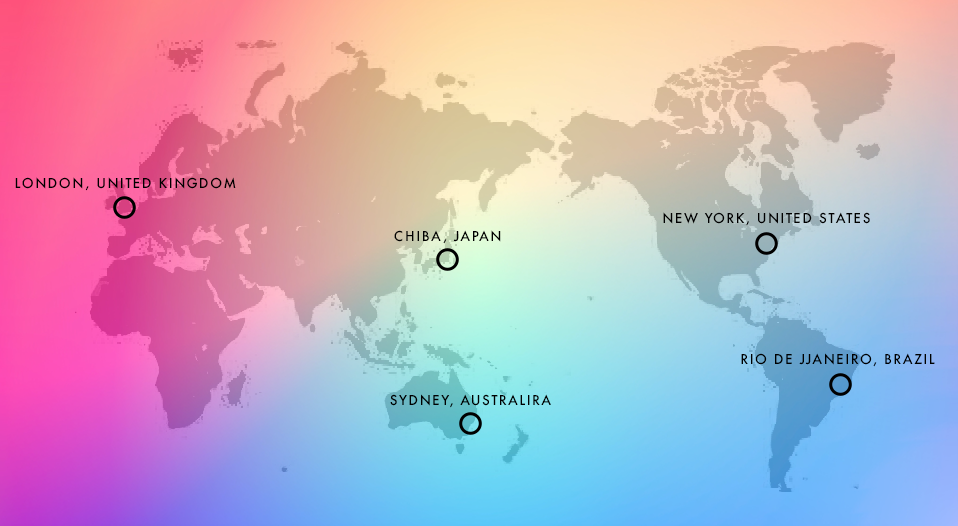 LONDON, UNITED KINGDOM
NEW YORK, UNITED STATES
CHIBA, JAPAN
RIO DE JJANEIRO, BRAZIL
SYDNEY, AUSTRALIRA